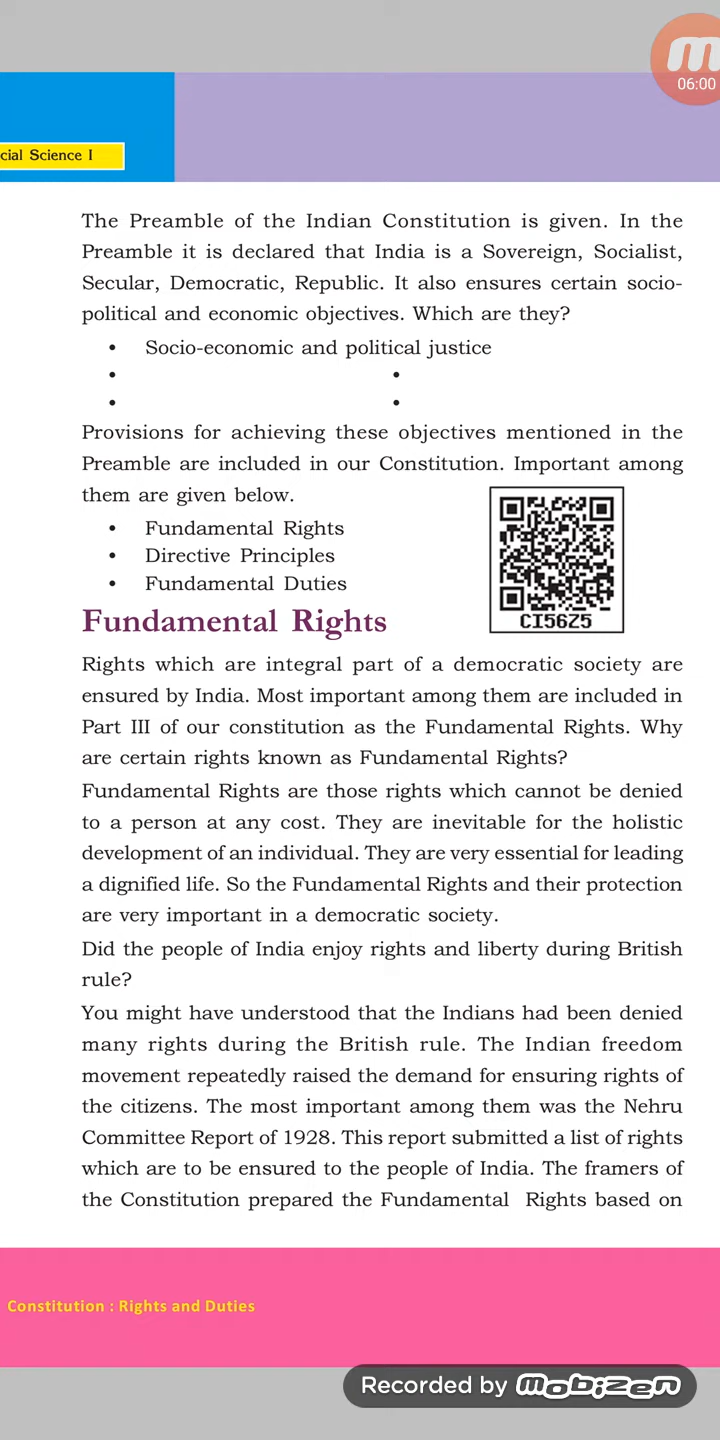 06:00
cial Science I
The Preamble of the Indian Constitution is given. In the
Preamble it is declared that India is a Sovereign, Socialist,
Secular, Democratic, Republic. It also ensures certain socio-
political and economic objectives. Which are they?
• Socio-economic and political justice
• •
• •
Provisions for achieving these objectives mentioned in the
Preamble are included in our Constitution. Important among
them are given below.
• Fundamental Rights
• Directive Principles
• Fundamental Duties
CI56Z5
Fundamental Rights
Rights which are integral part of a democratic society are
ensured by India. Most important among them are included in
Part III of our constitution as the Fundamental Rights. Why
are certain rights known as Fundamental Rights?
Fundamental Rights are those rights which cannot be denied
to a person at any cost. They are inevitable for the holistic
development of an individual. They are very essential for leading
a dignified life. So the Fundamental Rights and their protection
are very important in a democratic society.
Did the people of India enjoy rights and liberty during British
rule?
You might have understood that the Indians had been denied
many rights during the British rule. The Indian freedom
movement repeatedly raised the demand for ensuring rights of
the citizens. The most important among them was the Nehru
Committee Report of 1928. This report submitted a list of rights
which are to be ensured to the people of India. The framers of
the Constitution prepared the Fundamental Rights based on
Constitution : Rights and Duties
Recorded by mobizen